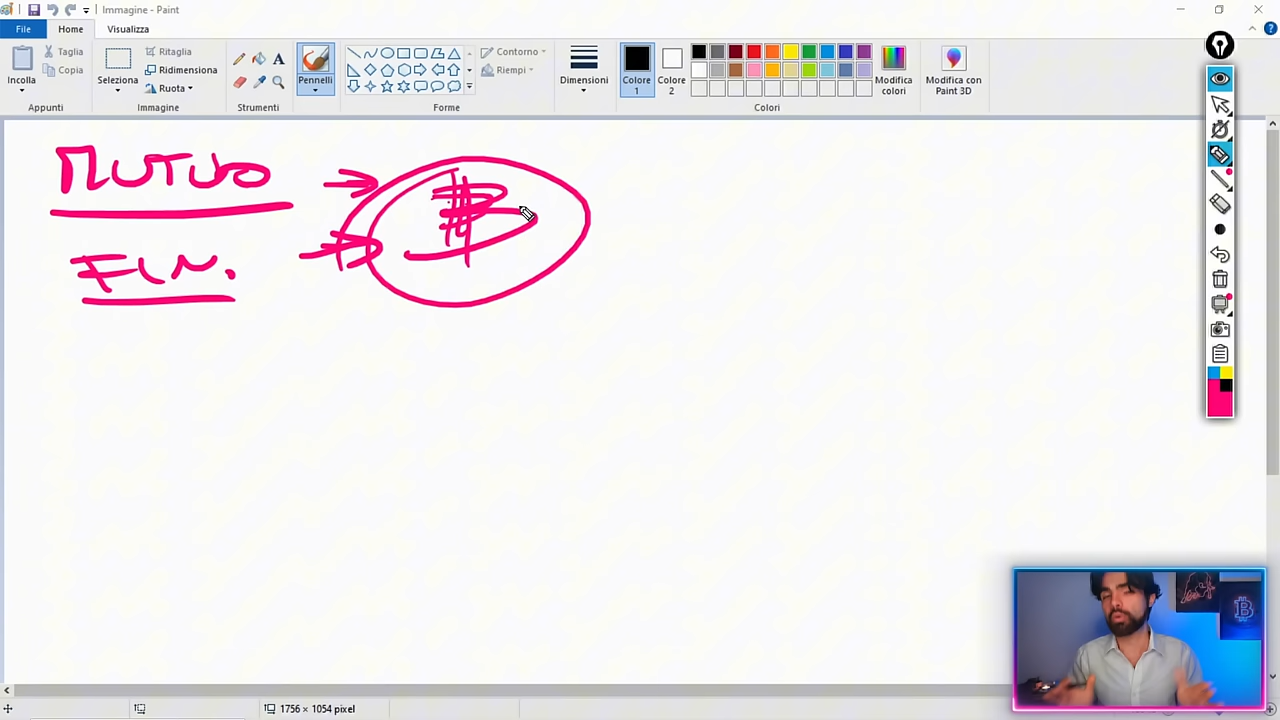 Immagine - Paint
File Home Visualizza
Incolla
Taglia
Copia
Appunti
Seleziona
Ritaglia
Ridimensiona
Ruota
Immagine
A
Strumenti
Pennelli
Contorno
Riempi
Forme
Dimensioni
Colore
1
Colore
2
Modifica
colori
Colori
Modifica con
Paint 3D
MUTUO
FIN.
B
1756 × 1054 pixel